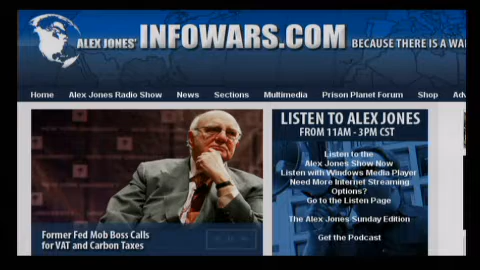 ALEX JONES' INFOWARS.COM BECAUSE THERE IS A WA
Home Alex Jones Radio Show News Sections Multimedia Prison Planet Forum Shop Adv
LISTEN TO ALEX JONES
FROM 11AM - 3PM CST
Listen to the
Alex Jones Show Now
Listen with Windows Media Player
Need More Internet Streaming
Options?
Go to the Listen Page
The Alex Jones Sunday Edition
Get the Podcast
Former Fed Mob Boss Calls
for VAT and Carbon Taxes